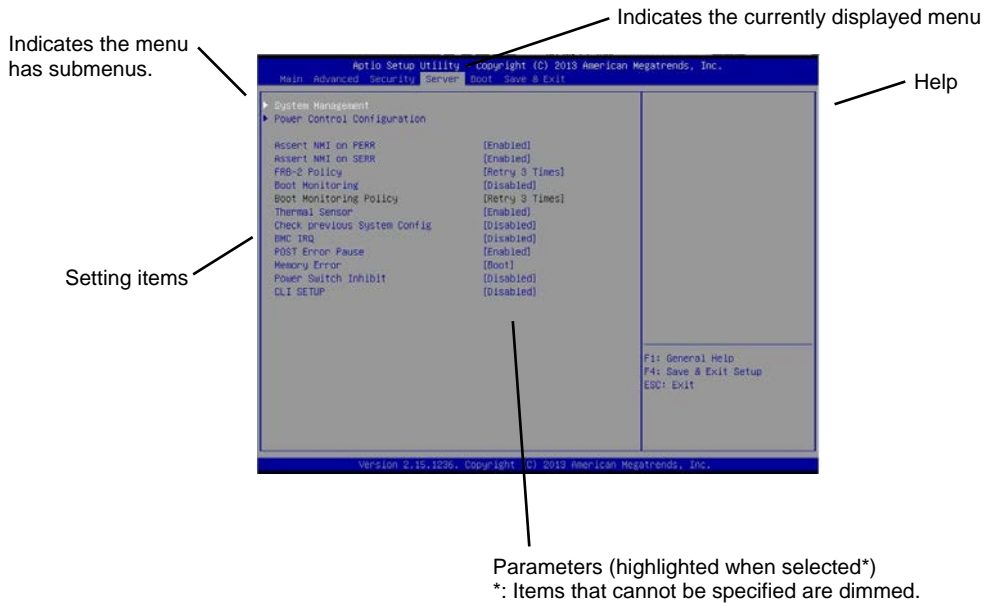 Indicates the currently displayed menu
Indicates the menu
has submenus.
Help
Aptio Setup Utility Copyright (C) 2013 American Megatrends, Inc.
Main Advanced Security Server Boot Save & Exit
System Management
Power Control Configuration
Assert NMI on PERR [Enabled]
Assert NMI on SERR [Enabled]
FRB-2 Policy [Retry 3 Times]
Boot Monitoring [Disabled]
Boot Monitoring Policy [Retry 3 Times]
Thermal Sensor [Enabled]
Check previous System Config [Disabled]
BMC IRQ [Disabled]
POST Error Pause [Enabled]
Memory Error [Boot]
Power Switch Inhibit [Disabled]
CLI SETUP [Disabled]
Setting items
F1: General Help
F4: Save & Exit Setup
ESC: Exit
Version 2.15.1236. Copyright (C) 2013 American Megatrends, Inc.
Parameters (highlighted when selected*)
*: Items that cannot be specified are dimmed.